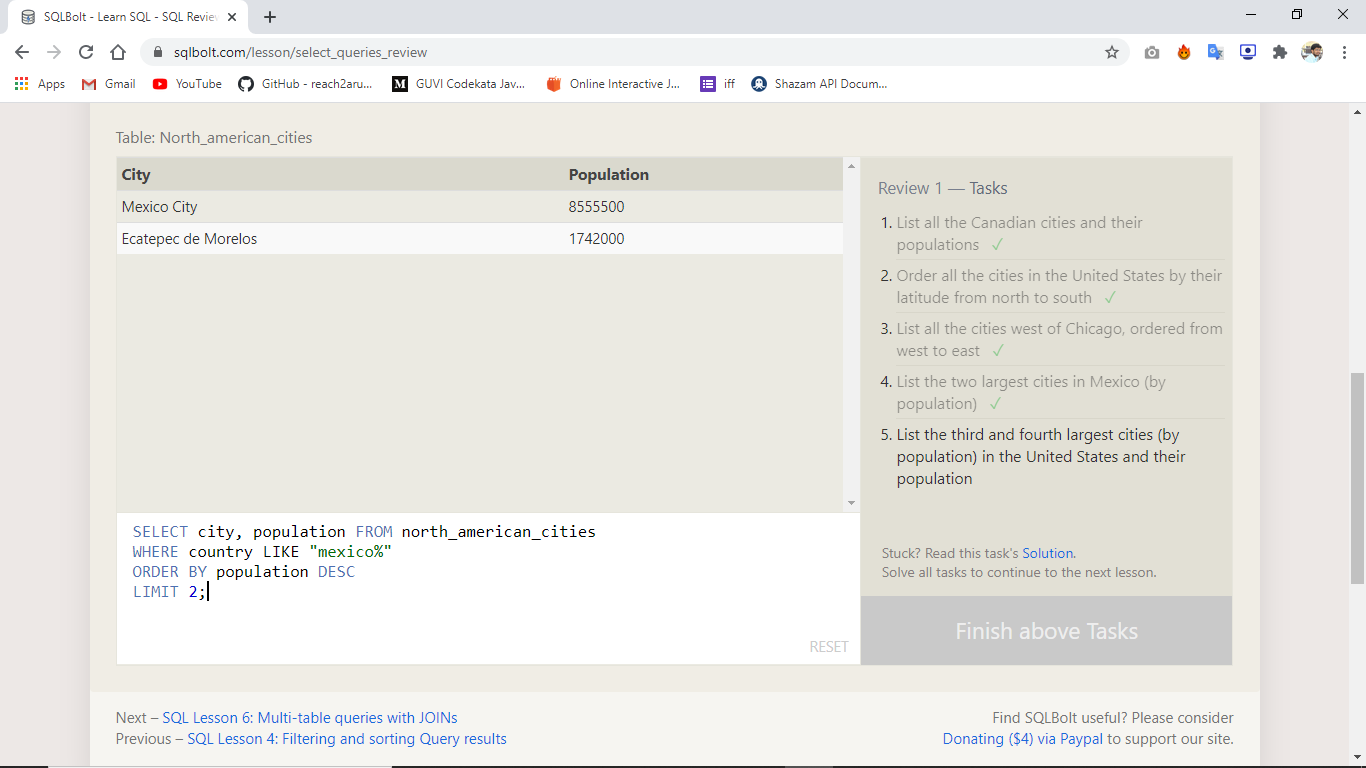 SQLBolt - Learn SQL - SQL Review
sqlbolt.com/lesson/select_queries_review
Apps Gmail YouTube GitHub - reach2aru... M GUVI Codekata Jav... Online Interactive J... iff Shazam API Docum...
Table: North_american_cities
City Population
Mexico City 8555500
Ecatepec de Morelos 1742000
Review 1 — Tasks
1. List all the Canadian cities and their
populations ✓
2. Order all the cities in the United States by their
latitude from north to south ✓
3. List all the cities west of Chicago, ordered from
west to east ✓
4. List the two largest cities in Mexico (by
population) ✓
5. List the third and fourth largest cities (by
population) in the United States and their
population
Stuck? Read this task's Solution.
Solve all tasks to continue to the next lesson.
Finish above Tasks
SELECT city, population FROM north_american_cities
WHERE country LIKE "mexico%"
ORDER BY population DESC
LIMIT 2;
RESET
Next – SQL Lesson 6: Multi-table queries with JOINs
Previous – SQL Lesson 4: Filtering and sorting Query results
Find SQLBolt useful? Please consider
Donating ($4) via Paypal to support our site.